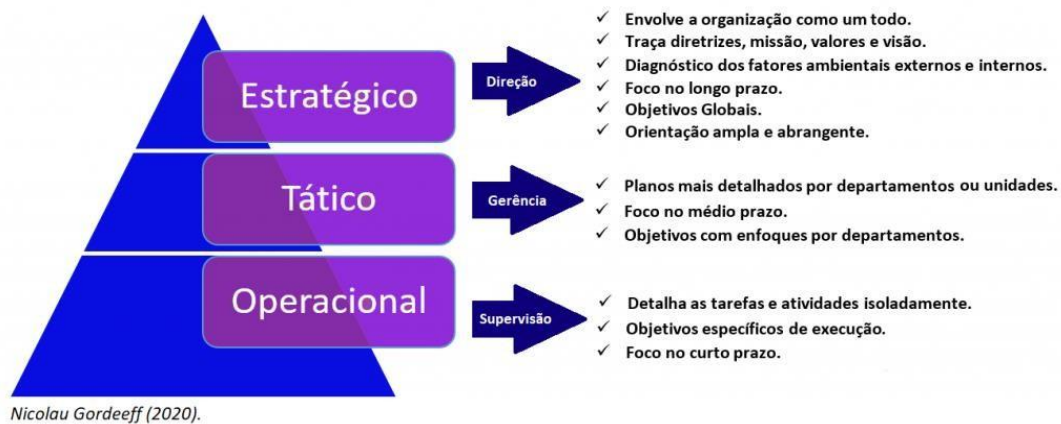 Estratégico
Direção
✓ Envolve a organização como um todo.
✓ Traça diretrizes, missão, valores e visão.
✓ Diagnóstico dos fatores ambientais externos e internos.
✓ Foco no longo prazo.
✓ Objetivos Globais.
✓ Orientação ampla e abrangente.
Tático
Gerência
✓ Planos mais detalhados por departamentos ou unidades.
✓ Foco no médio prazo.
✓ Objetivos com enfoques por departamentos.
Operacional
Supervisão
✓ Detalha as tarefas e atividades isoladamente.
✓ Objetivos específicos de execução.
✓ Foco no curto prazo.
Nicolau Gordeeff (2020).